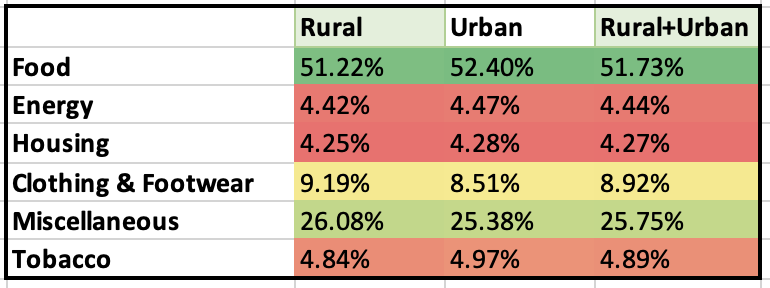 Rural Urban Rural+Urban
Food 51.22% 52.40% 51.73%
Energy 4.42% 4.47% 4.44%
Housing 4.25% 4.28% 4.27%
Clothing & Footwear 9.19% 8.51% 8.92%
Miscellaneous 26.08% 25.38% 25.75%
Tobacco 4.84% 4.97% 4.89%